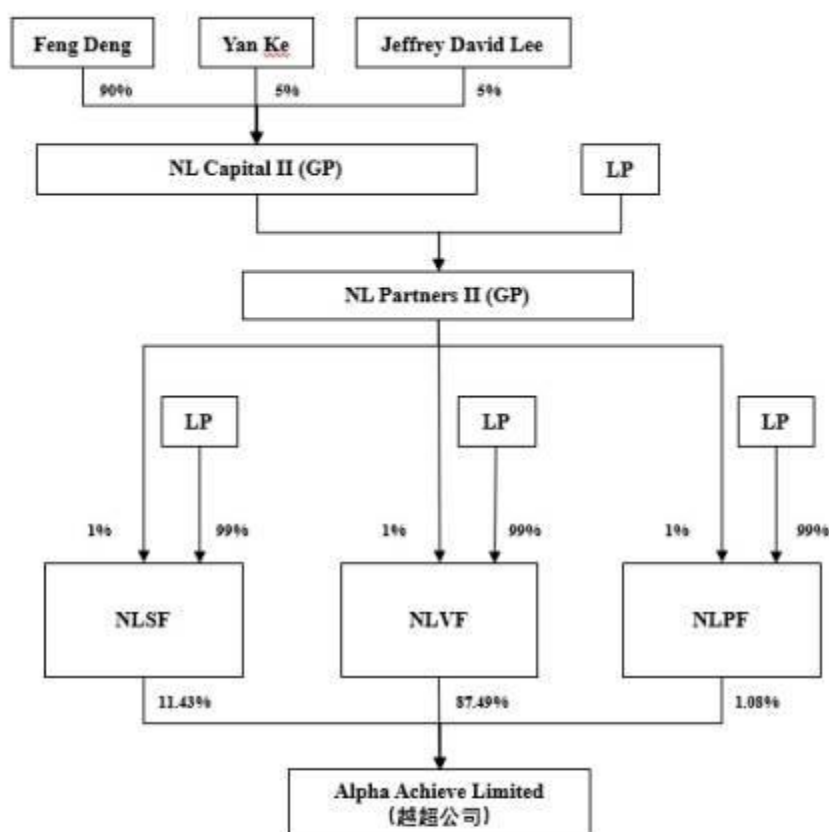 Feng Deng
Yan Ke
Jeffrey David Lee
90%
5%
5%
NL Capital II (GP)
LP
NL Partners II (GP)
LP
LP
LP
1%
99%
1%
99%
1%
99%
NLSF
NLVF
NLPF
11.43%
87.49%
1.08%
Alpha Achieve Limited
(越超公司)